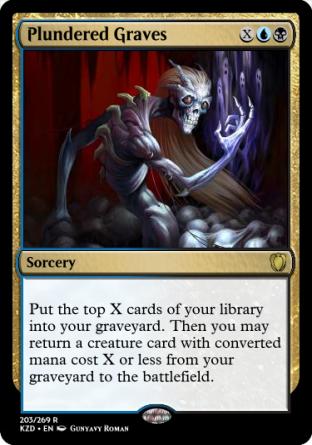 Plundered Graves X
Sorcery
Put the top X cards of your library
into your graveyard. Then you may
return a creature card with converted
mana cost X or less from your
graveyard to the battlefield.
203/269 R
KZD • EN Gunyavy Roman